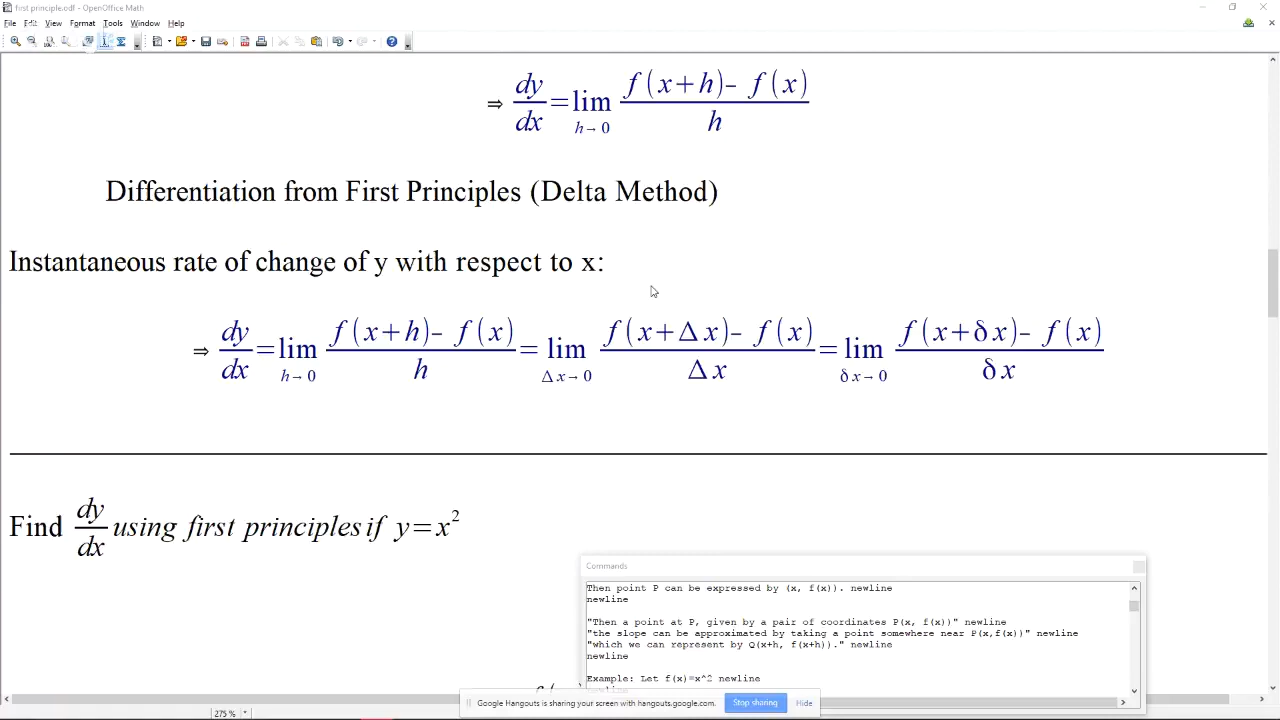 first principle.odf - OpenOffice Math
File Edit View Format Tools Window Help
⇒ dy/dx = lim h→0 f(x+h)– f(x)/h
Differentiation from First Principles (Delta Method)
Instantaneous rate of change of y with respect to x:
⇒ dy/dx = lim h→0 f(x+h)– f(x)/h = lim Δx→0 f(x+Δx)– f(x)/Δx = lim δx→0 f(x+δx)– f(x)/δx
Find dy/dx using first principles if y=x²
Commands
Then point P can be expressed by (x, f(x)). newline
newline
"Then a point at P, given by a pair of coordinates P(x, f(x))" newline
"the slope can be approximated by taking a point somewhere near P(x,f(x))" newline
"which we can represent by Q(x+h, f(x+h))." newline
newline
Example: Let f(x)=x^2 newline
Google Hangouts is sharing your screen with hangouts.google.com. Stop sharing Hide
275 %